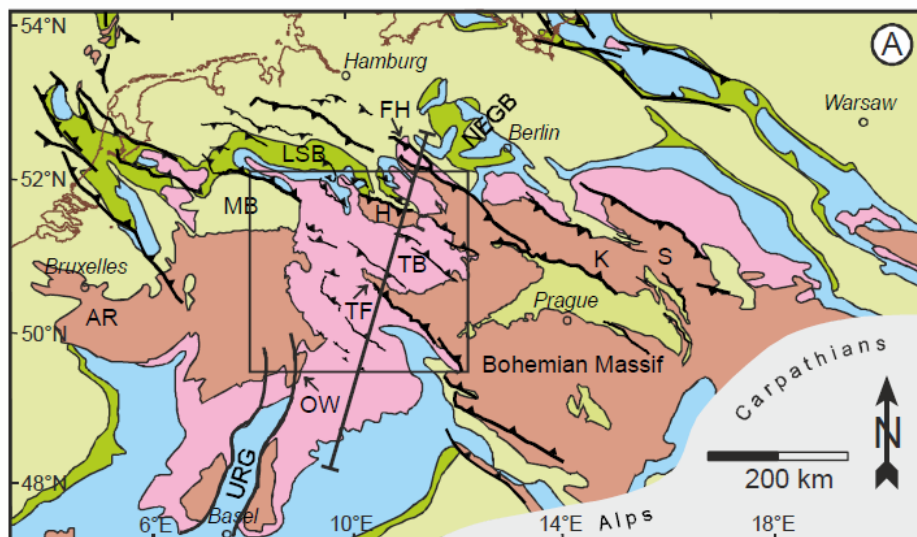 54°N
A
Hamburg
Warsaw
FH
NEGB
Berlin
LSB
52°N
MB
H
K
S
Bruxelles
TB
Prague
AR
TF
50°N
Bohemian Massif
Carpathians
OW
N
URG
200 km
48°N
6°E
Basel
10°E
14°E
Alps
18°E